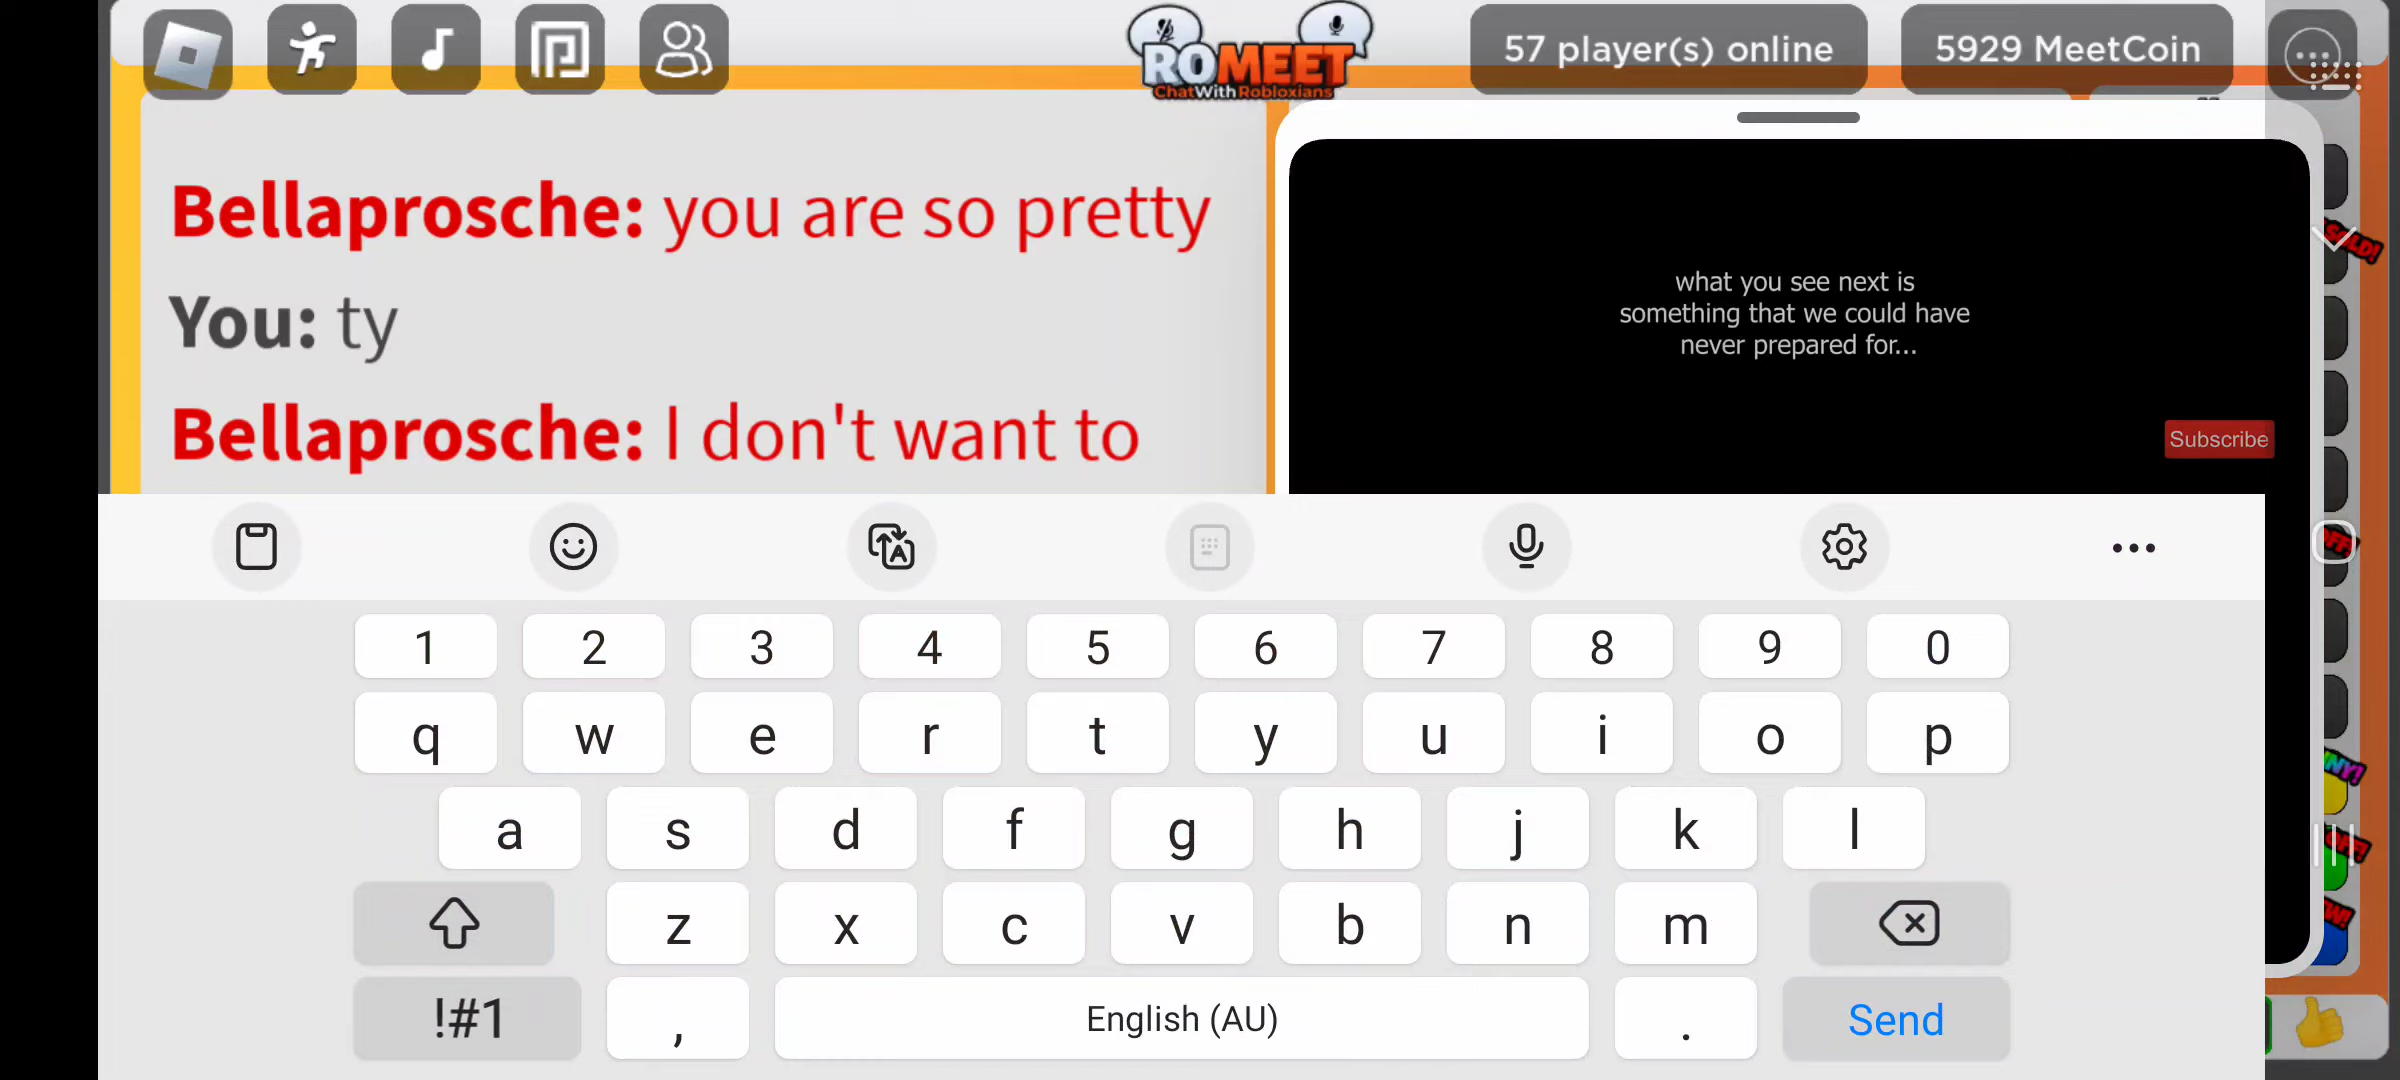 ROMEET
ChatWithRobloxians
57 player(s) online
5929 MeetCoin
Bellaprosche: you are so pretty
You: ty
Bellaprosche: I don't want to
what you see next is
something that we could have
never prepared for...
Subscribe
SOLD!
1 2 3 4 5 6 7 8 9 0
q w e r t y u i o p
a s d f g h j k l
z x c v b n m
!#1 , English (AU) . Send